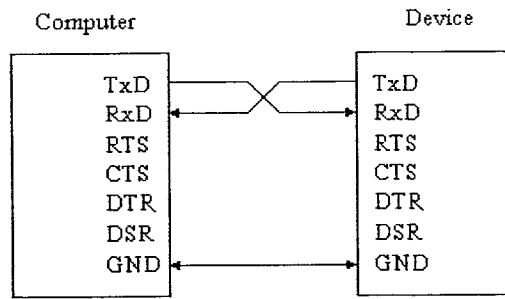 Computer
Device
TxD
RxD
RTS
CTS
DTR
DSR
GND
TxD
RxD
RTS
CTS
DTR
DSR
GND